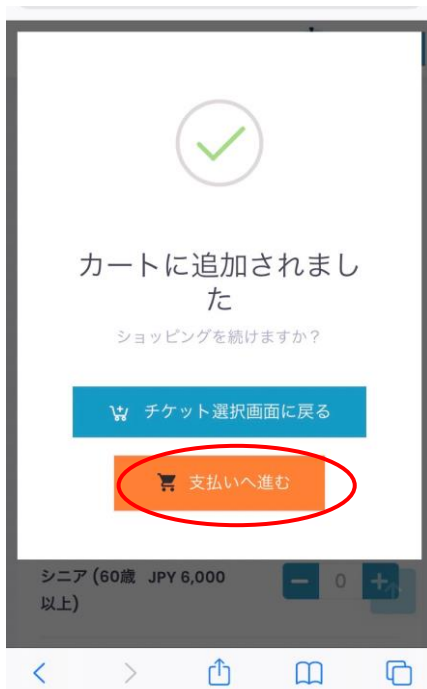 カートに追加されまし
た
ショッピングを続けますか？
チケット選択画面に戻る
支払いへ進む
シニア (60歳 JPY 6,000
以上)
0